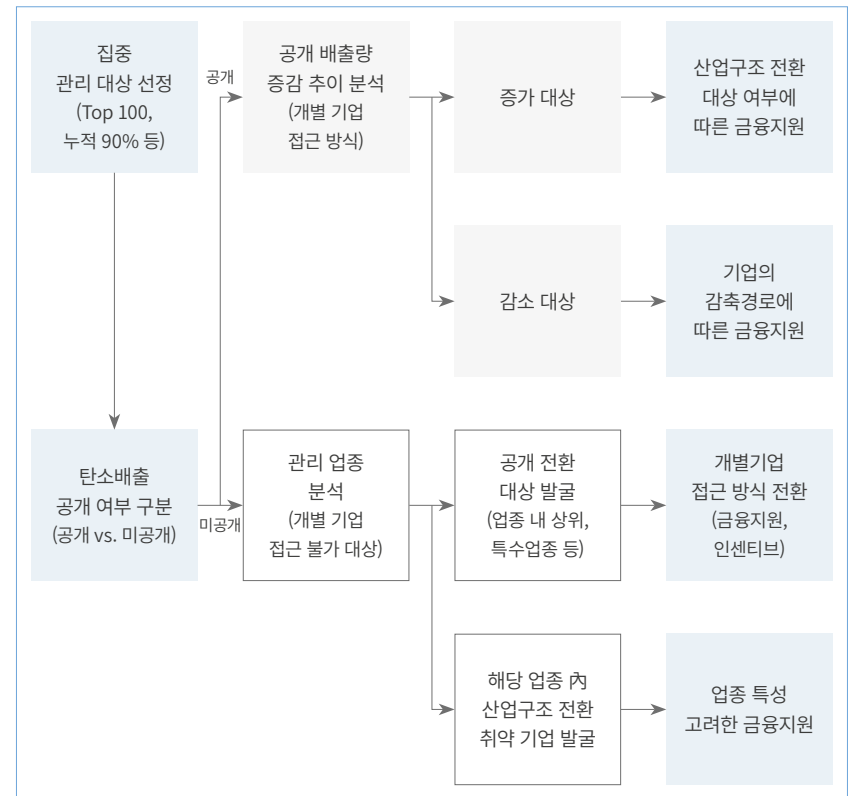 집중
관리 대상 선정
(Top 100,
누적 90% 등)
공개
공개 배출량
증감 추이 분석
(개별 기업
접근 방식)
증가 대상
산업구조 전환
대상 여부에
따른 금융지원
감소 대상
기업의
감축경로에
따른 금융지원
탄소배출
공개 여부 구분
(공개 vs. 미공개)
미공개
관리 업종
분석
(개별 기업
접근 불가 대상)
공개 전환
대상 발굴
(업종 내 상위,
특수업종 등)
개별기업
접근 방식 전환
(금융지원,
인센티브)
해당 업종 內
산업구조 전환
취약 기업 발굴
업종 특성
고려한 금융지원